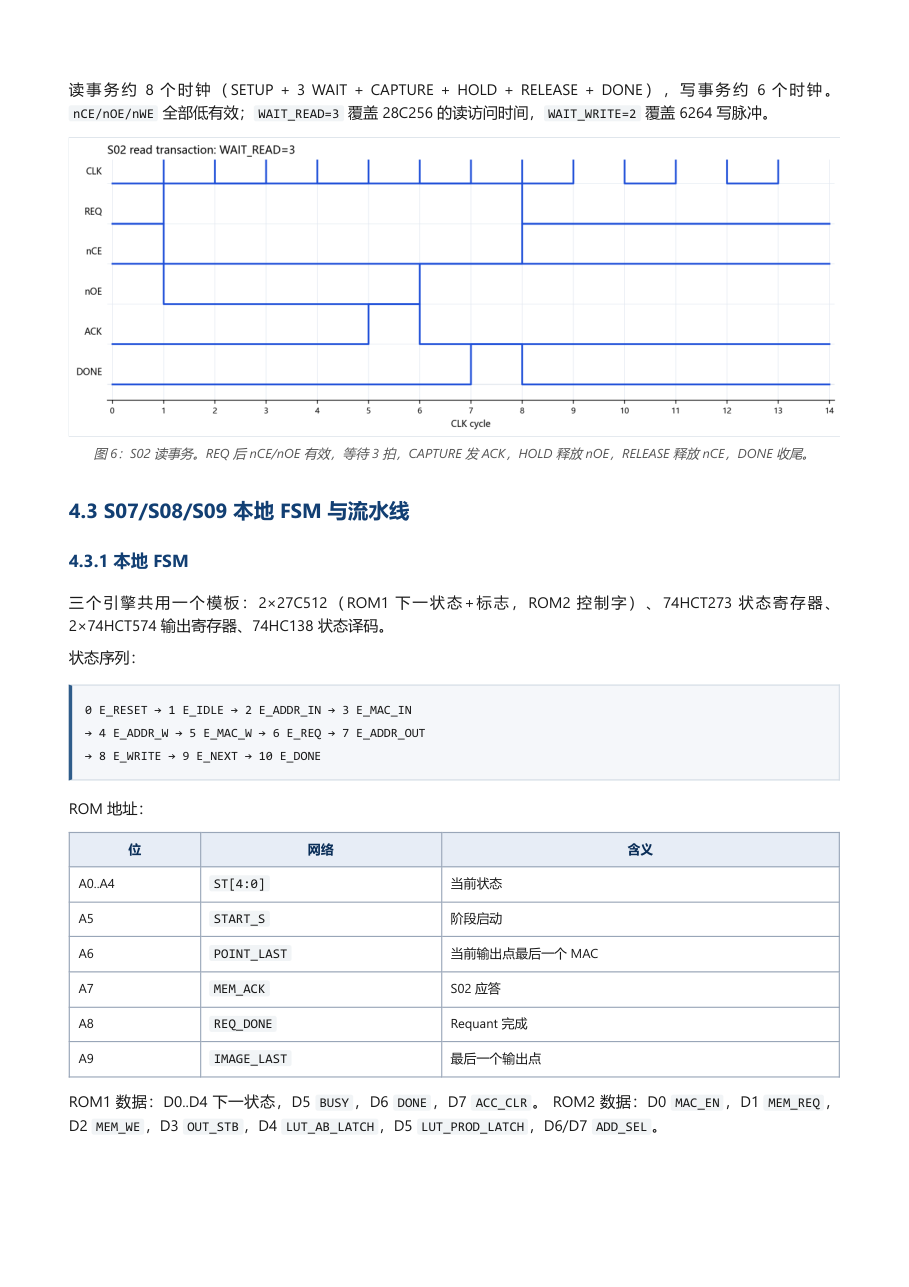 读事务约 8 个时钟（SETUP + 3 WAIT + CAPTURE + HOLD + RELEASE + DONE），写事务约 6 个时钟。
nCE/nOE/nWE 全部低有效；WAIT_READ=3 覆盖 28C256 的读访问时间，WAIT_WRITE=2 覆盖 6264 写脉冲。
S02 read transaction: WAIT_READ=3
CLK
REQ
nCE
nOE
ACK
DONE
0 1 2 3 4 5 6 7 8 9 10 11 12 13 14
CLK cycle
图 6：S02 读事务。REQ 后 nCE/nOE 有效，等待 3 拍，CAPTURE 发 ACK，HOLD 释放 nOE，RELEASE 释放 nCE，DONE 收尾。
4.3 S07/S08/S09 本地 FSM 与流水线
4.3.1 本地 FSM
三个引擎共用一个模板：2×27C512（ROM1 下一状态+标志，ROM2 控制字）、74HCT273 状态寄存器、
2×74HCT574 输出寄存器、74HC138 状态译码。
状态序列：
0 E_RESET → 1 E_IDLE → 2 E_ADDR_IN → 3 E_MAC_IN
→ 4 E_ADDR_W → 5 E_MAC_W → 6 E_REQ → 7 E_ADDR_OUT
→ 8 E_WRITE → 9 E_NEXT → 10 E_DONE
ROM 地址：
位 网络 含义
A0..A4 ST[4:0] 当前状态
A5 START_S 阶段启动
A6 POINT_LAST 当前输出点最后一个 MAC
A7 MEM_ACK S02 应答
A8 REQ_DONE Requant 完成
A9 IMAGE_LAST 最后一个输出点
ROM1 数据：D0..D4 下一状态，D5 BUSY，D6 DONE，D7 ACC_CLR。 ROM2 数据：D0 MAC_EN，D1 MEM_REQ，
D2 MEM_WE，D3 OUT_STB，D4 LUT_AB_LATCH，D5 LUT_PROD_LATCH，D6/D7 ADD_SEL。